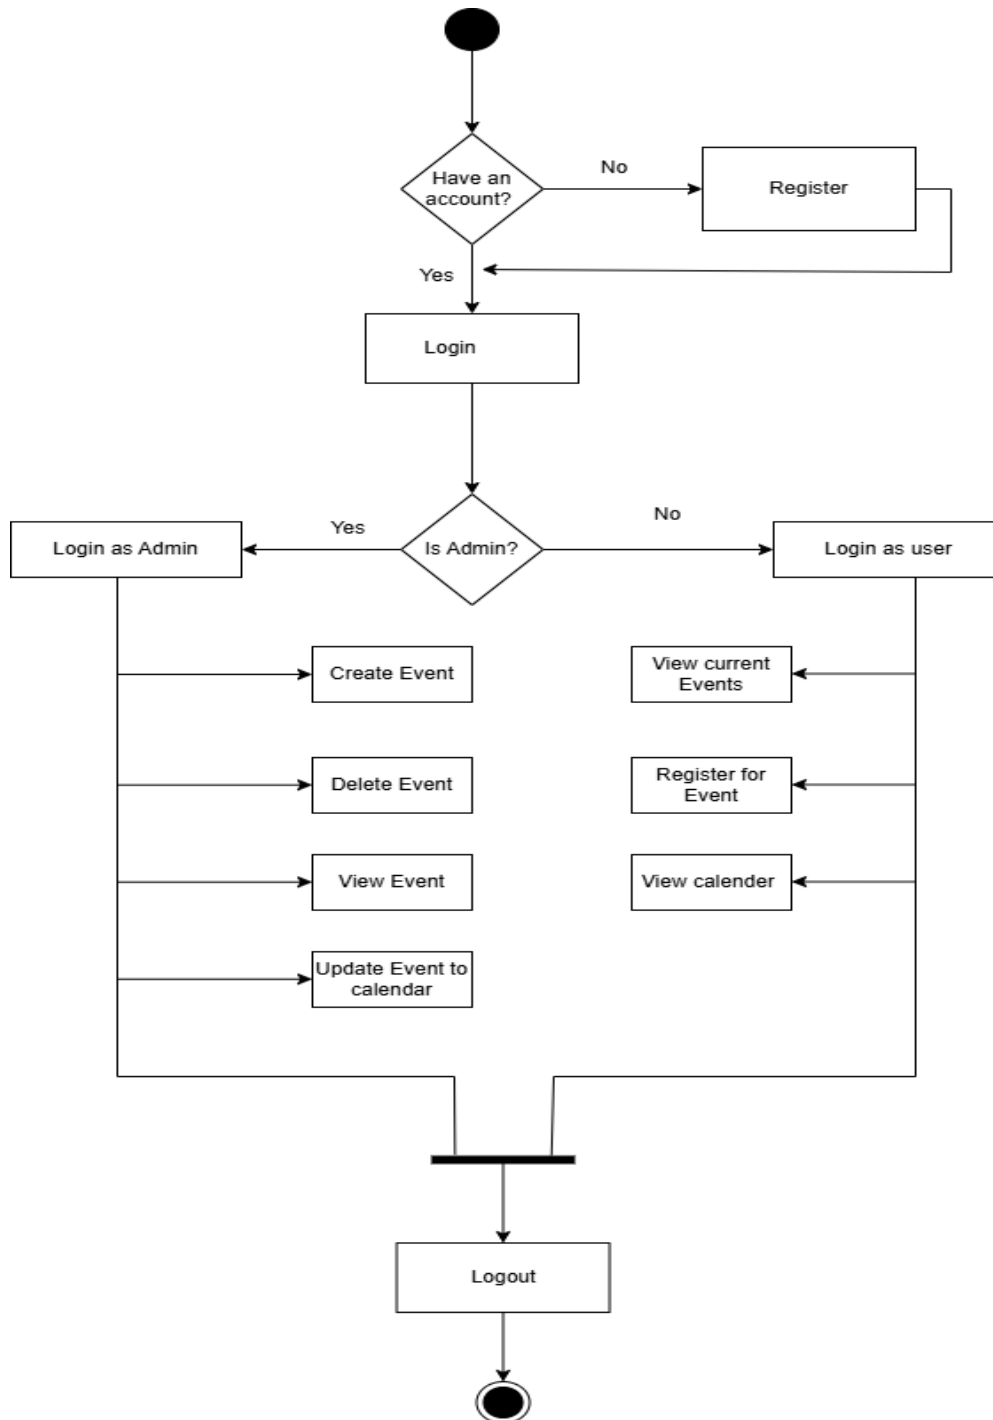 Have an
account?
No
Register
Yes
Login
Yes
No
Login as Admin
Is Admin?
Login as user
Create Event
View current
Events
Delete Event
Register for
Event
View Event
View calender
Update Event to
calendar
Logout